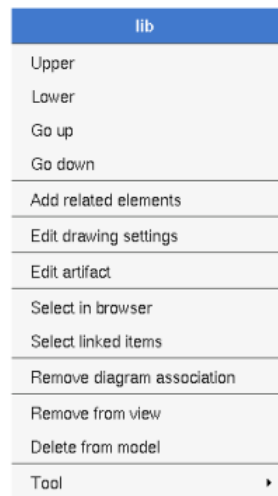 lib
Upper
Lower
Go up
Go down
Add related elements
Edit drawing settings
Edit artifact
Select in browser
Select linked items
Remove diagram association
Remove from view
Delete from model
Tool